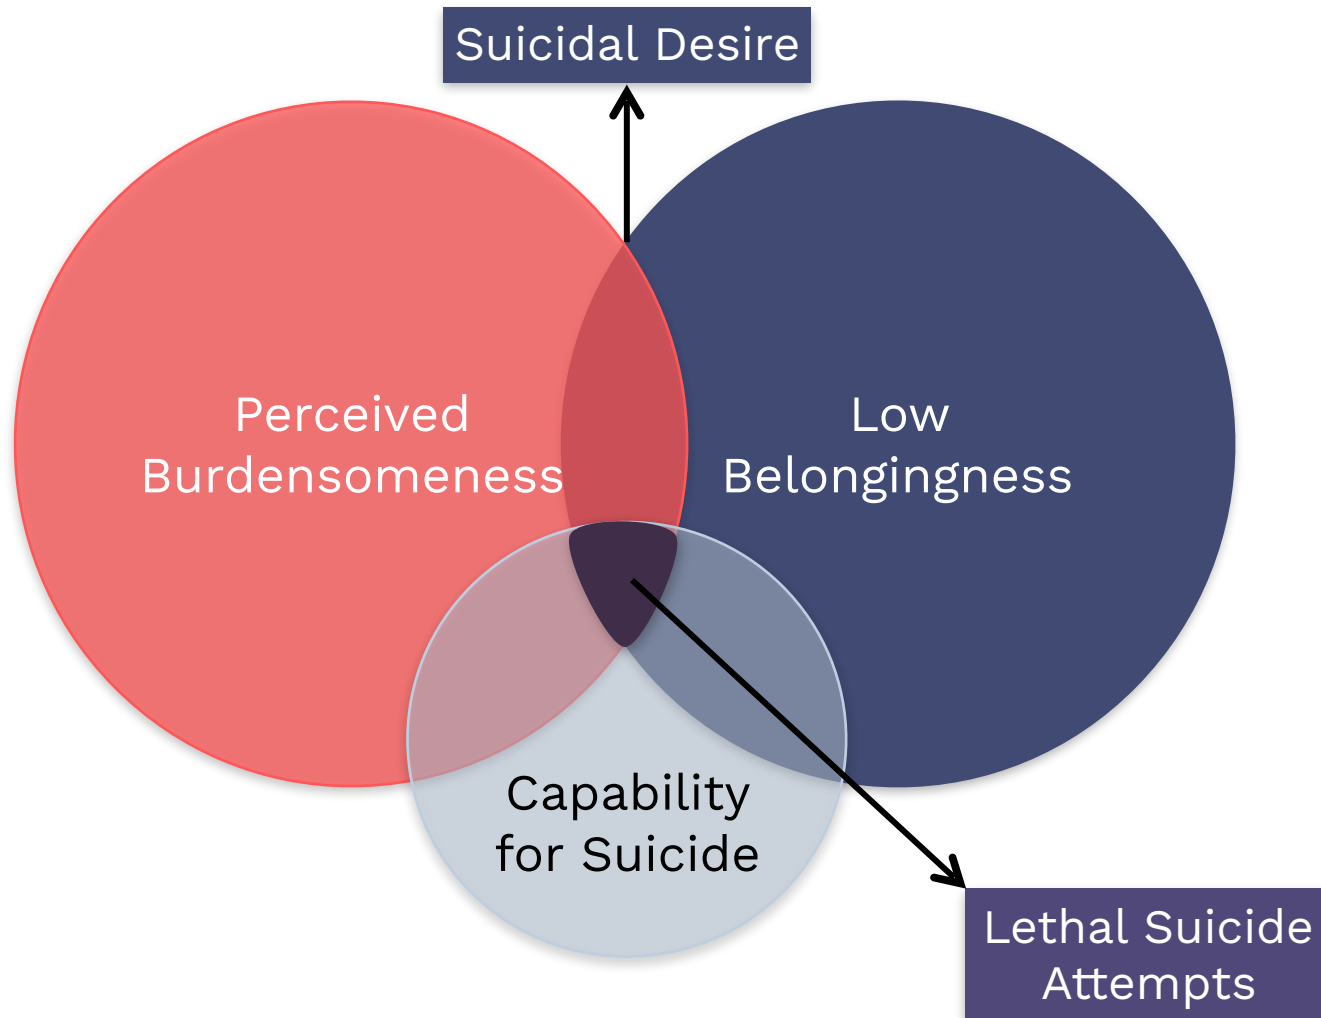 Suicidal Desire
Perceived
Burdensomeness
Low
Belongingness
Capability
for Suicide
Lethal Suicide
Attempts